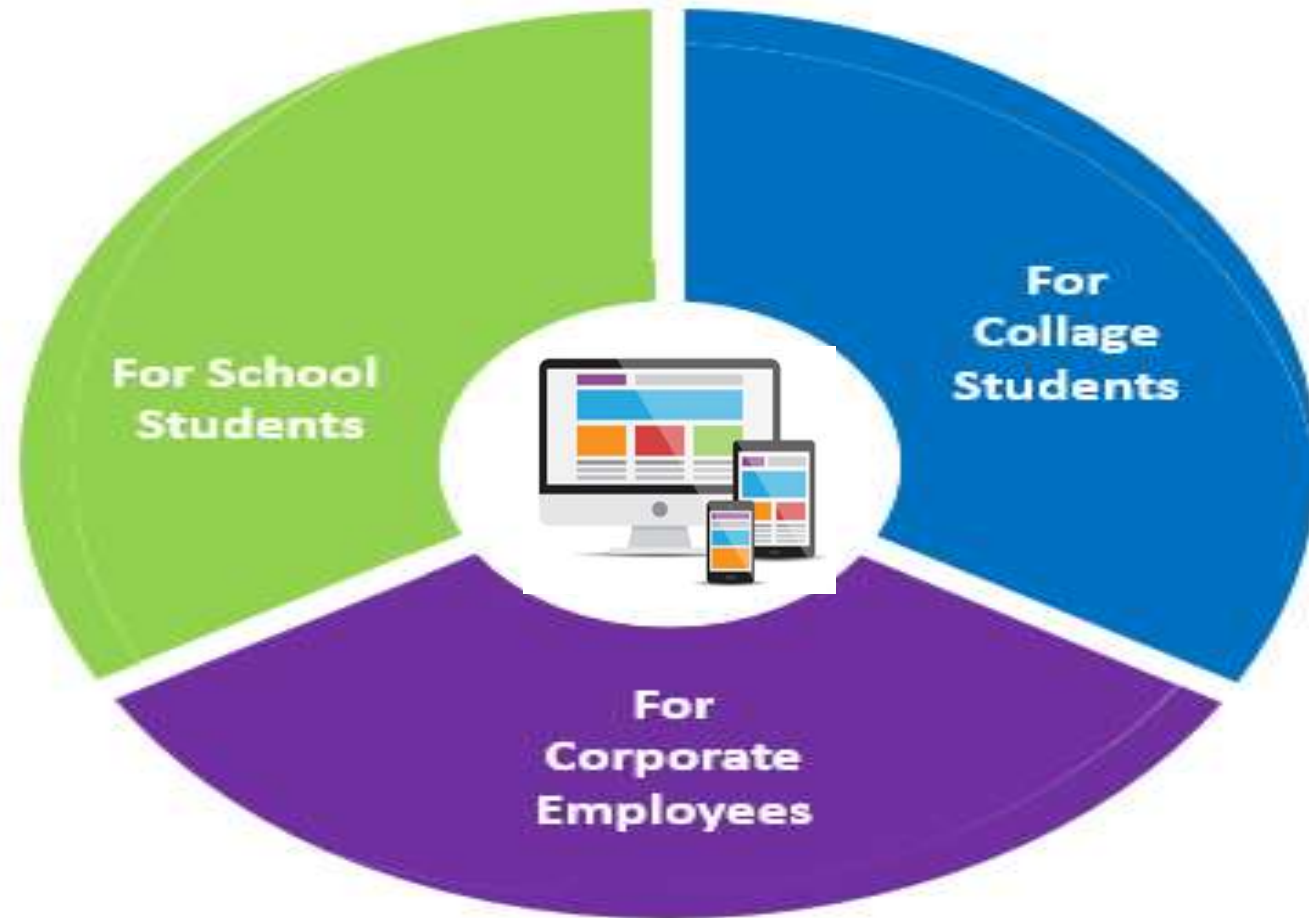 For School
Students
For
Collage
Students
For
Corporate
Employees